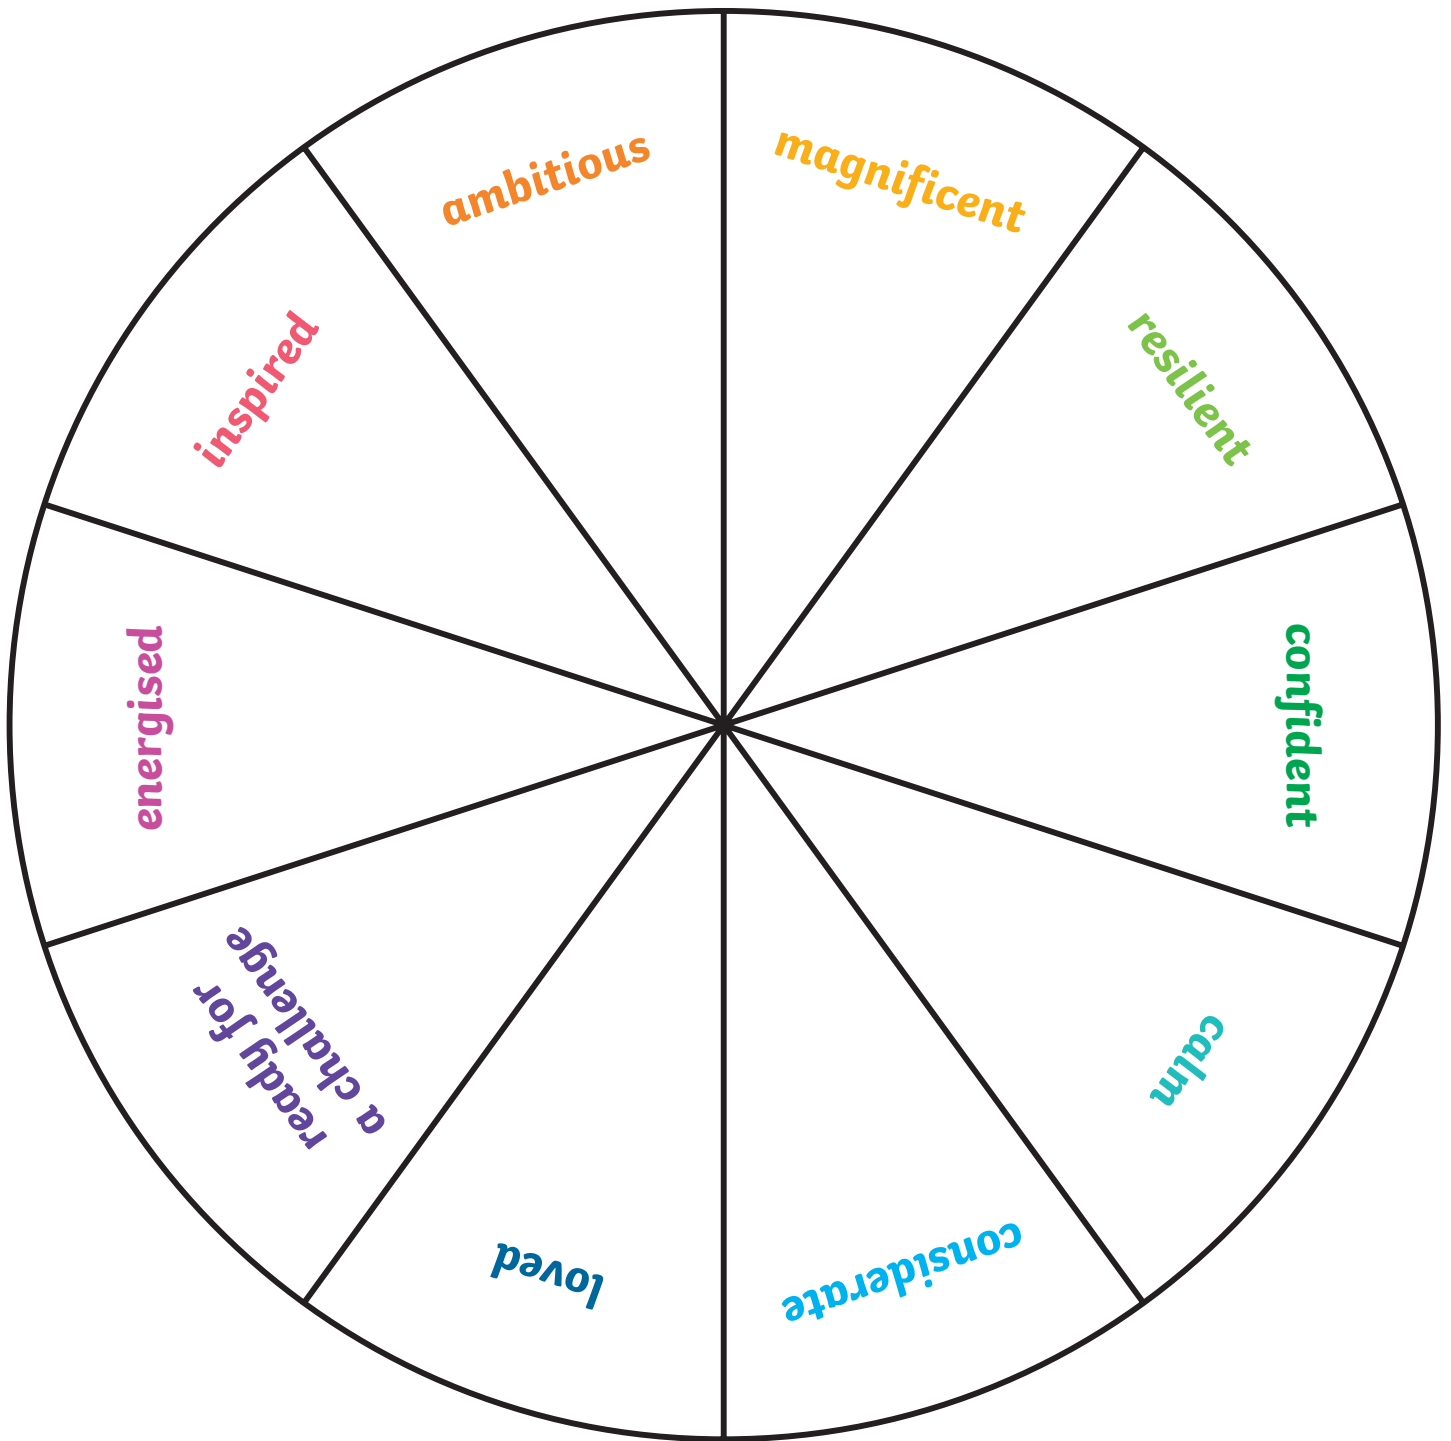 magnificent
resilient
confident
calm
considerate
loved
ready for
a challenge
energised
inspired
ambitious